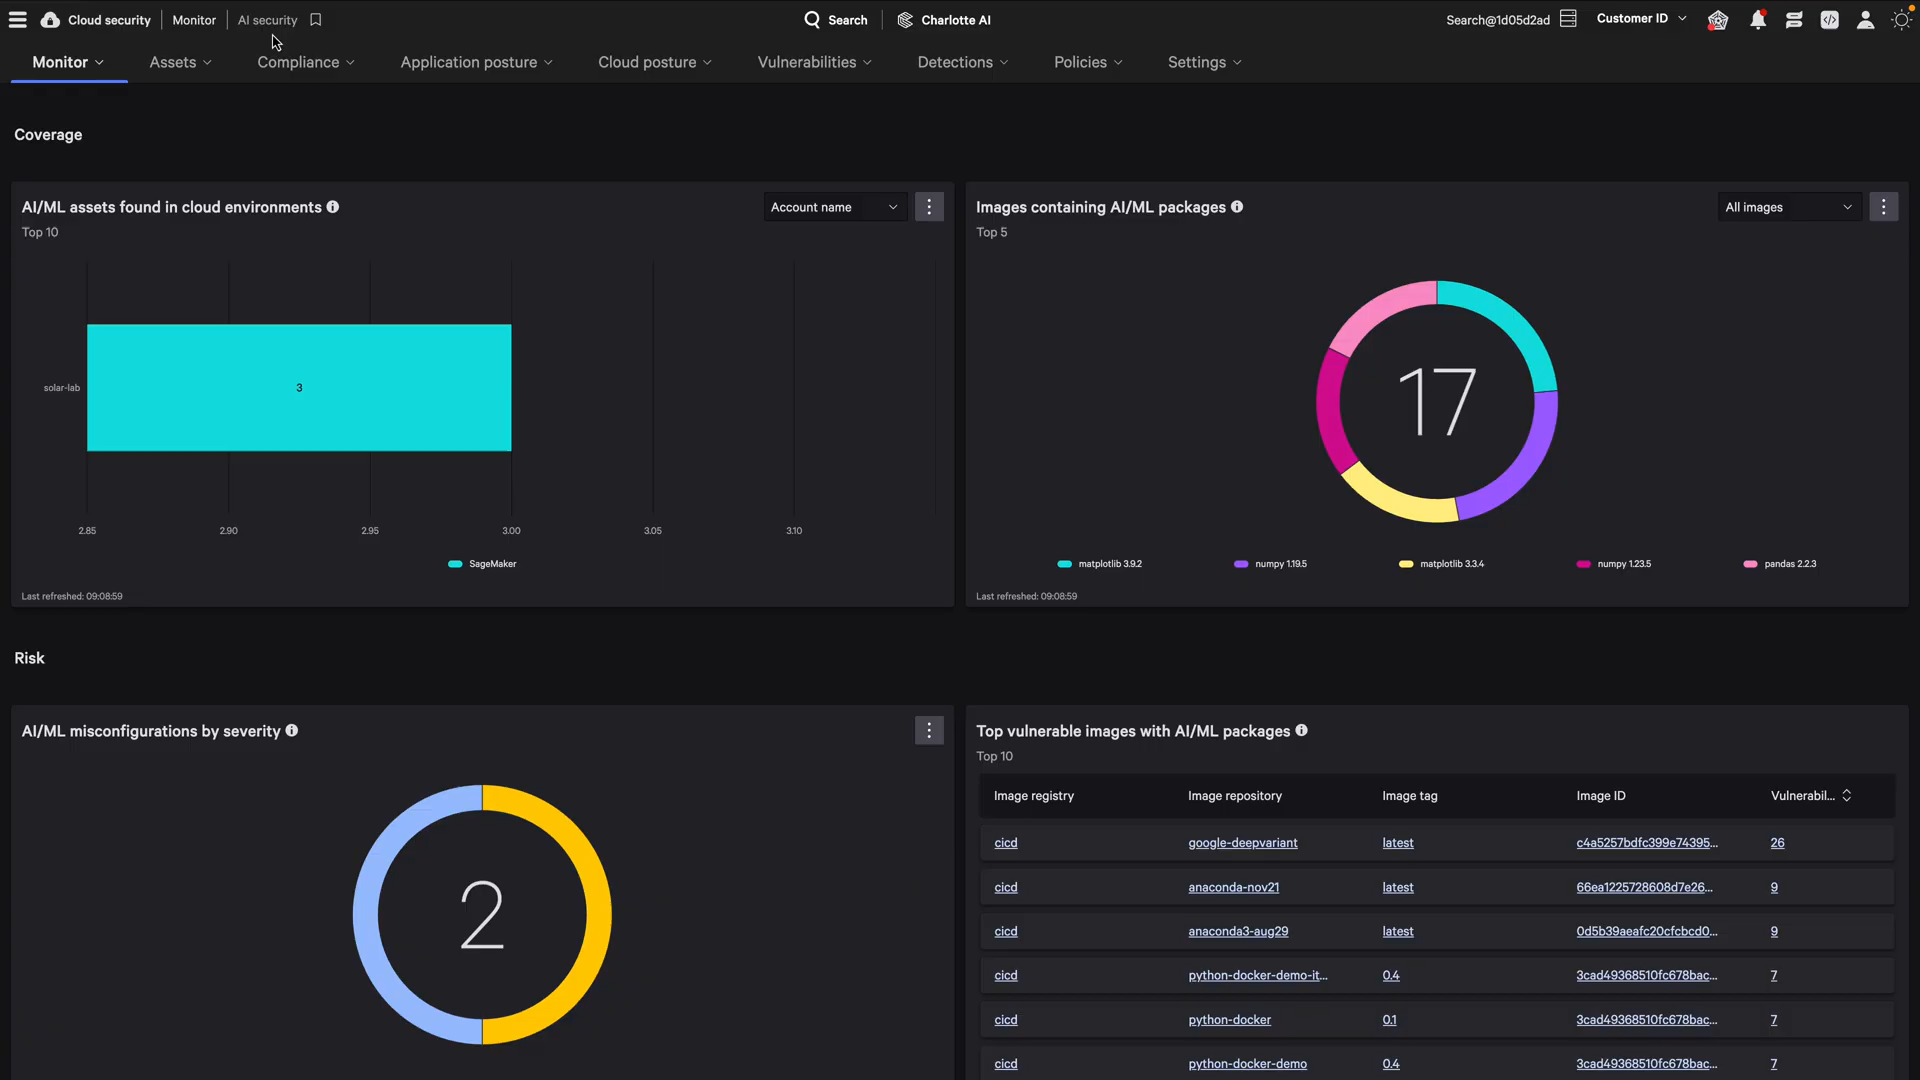 Cloud security Monitor AI security Search Charlotte AI Search@1d05d2ad Customer ID
Monitor Assets Compliance Application posture Cloud posture Vulnerabilities Detections Policies Settings
Coverage
AI/ML assets found in cloud environments
Account name
Top 10
solar-lab
3
2.85 2.90 2.95 3.00 3.05 3.10
SageMaker
Last refreshed: 09:08:59
Images containing AI/ML packages
All images
Top 5
17
matplotlib 3.9.2 numpy 1.19.5 matplotlib 3.3.4 numpy 1.23.5 pandas 2.2.3
Last refreshed: 09:08:59
Risk
AI/ML misconfigurations by severity
2
Top vulnerable images with AI/ML packages
Top 10
Image registry Image repository Image tag Image ID Vulnerabil...
cicd google-deepvariant latest c4a5257bdfc399e74395... 26
cicd anaconda-nov21 latest 66ea1225728608d7e26... 9
cicd anaconda3-aug29 latest 0d5b39aeafc20cfcbcd0... 9
cicd python-docker-demo-it... 0.4 3cad49368510fc678bac... 7
cicd python-docker 0.1 3cad49368510fc678bac... 7
cicd python-docker-demo 0.4 3cad49368510fc678bac... 7